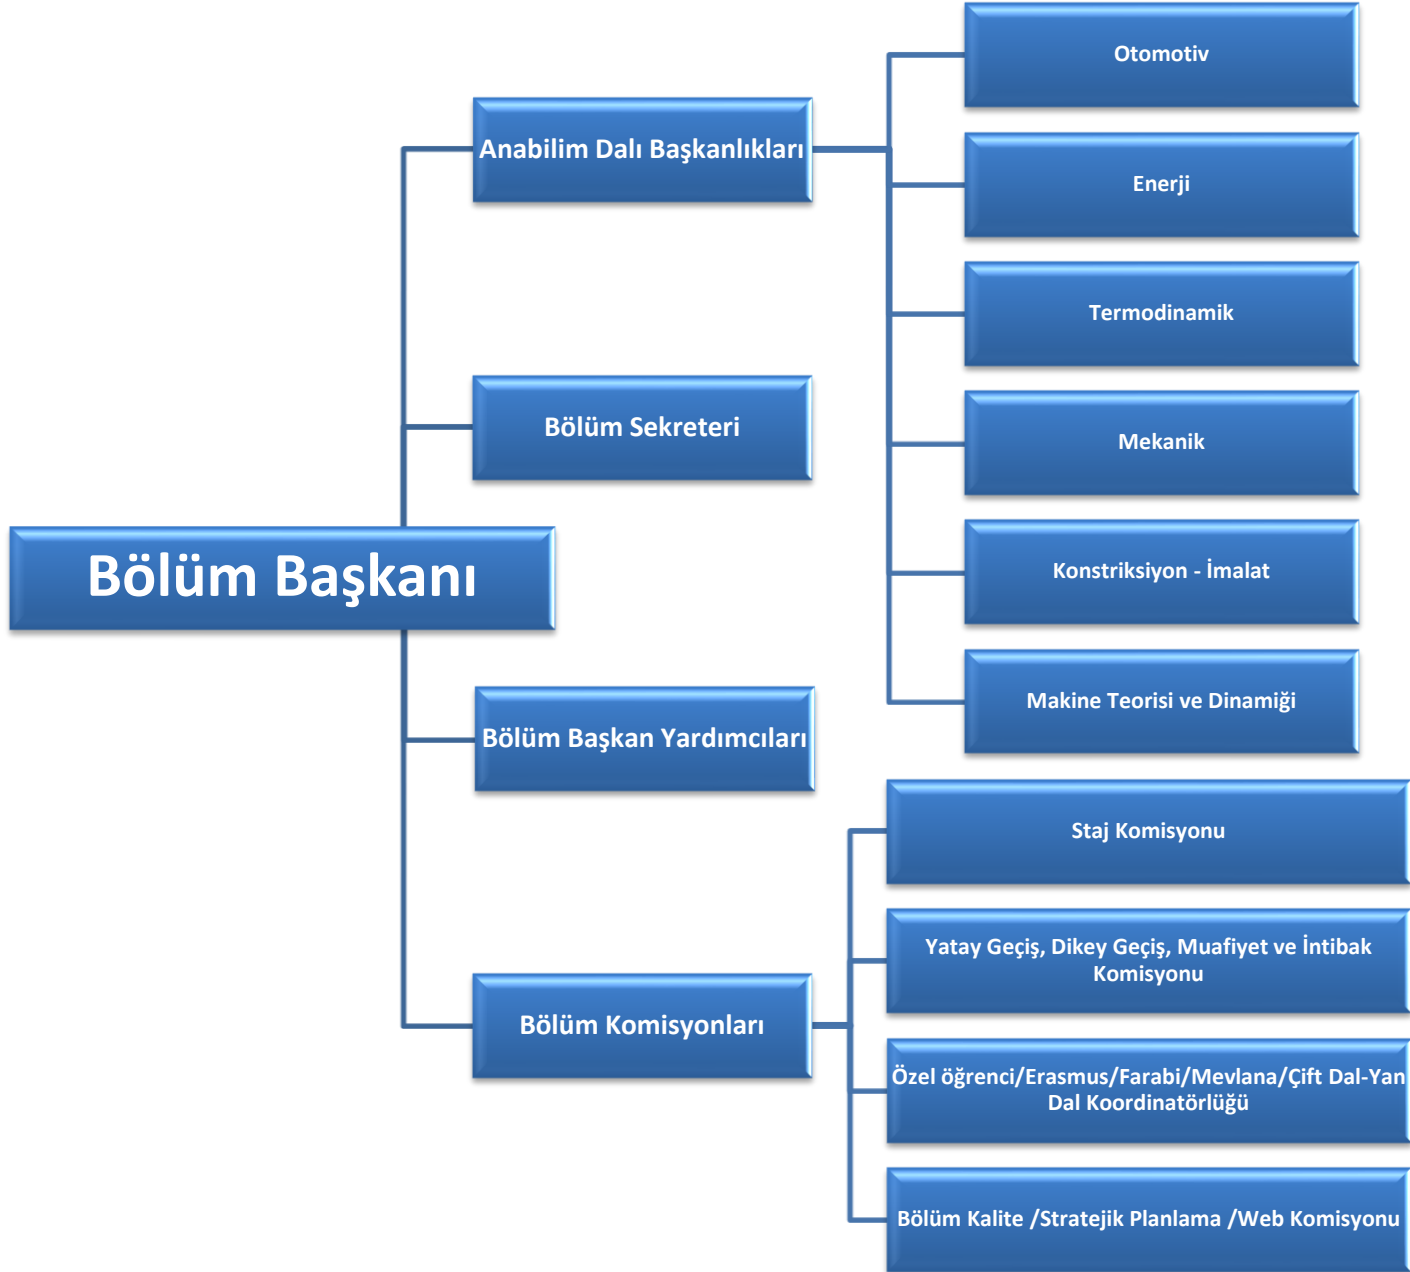 Bölüm Başkanı
Anabilim Dalı Başkanlıkları
Otomotiv
Enerji
Termodinamik
Mekanik
Konstriksiyon - İmalat
Makine Teorisi ve Dinamiği
Bölüm Sekreteri
Bölüm Başkan Yardımcıları
Bölüm Komisyonları
Staj Komisyonu
Yatay Geçiş, Dikey Geçiş, Muafiyet ve İntibak
Komisyonu
Özel öğrenci/Erasmus/Farabi/Mevlana/Çift Dal-Yan
Dal Koordinatörlüğü
Bölüm Kalite /Stratejik Planlama /Web Komisyonu